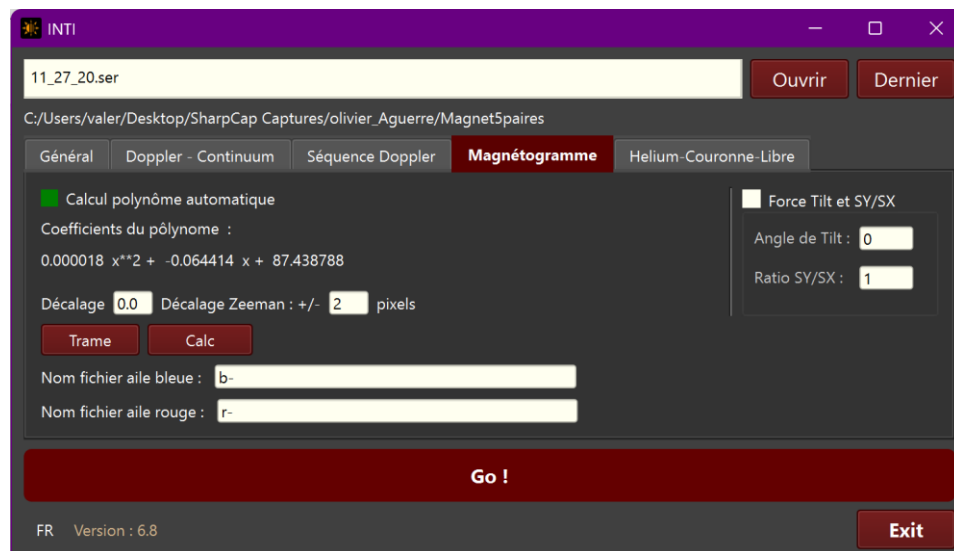 INTI
11_27_20.ser
Ouvrir Dernier
C:/Users/valer/Desktop/SharpCap Captures/olivier_Aguerre/Magnet5paires
Général Doppler - Continuum Séquence Doppler Magnétogramme Helium-Couronne-Libre
Calcul polynôme automatique
Coefficients du pôlynome :
0.000018 x**2 + -0.064414 x + 87.438788
Décalage 0.0 Décalage Zeeman : +/- 2 pixels
Trame Calc
Nom fichier aile bleue : b-
Nom fichier aile rouge : r-
Force Tilt et SY/SX
Angle de Tilt : 0
Ratio SY/SX : 1
Go !
FR Version : 6.8
Exit